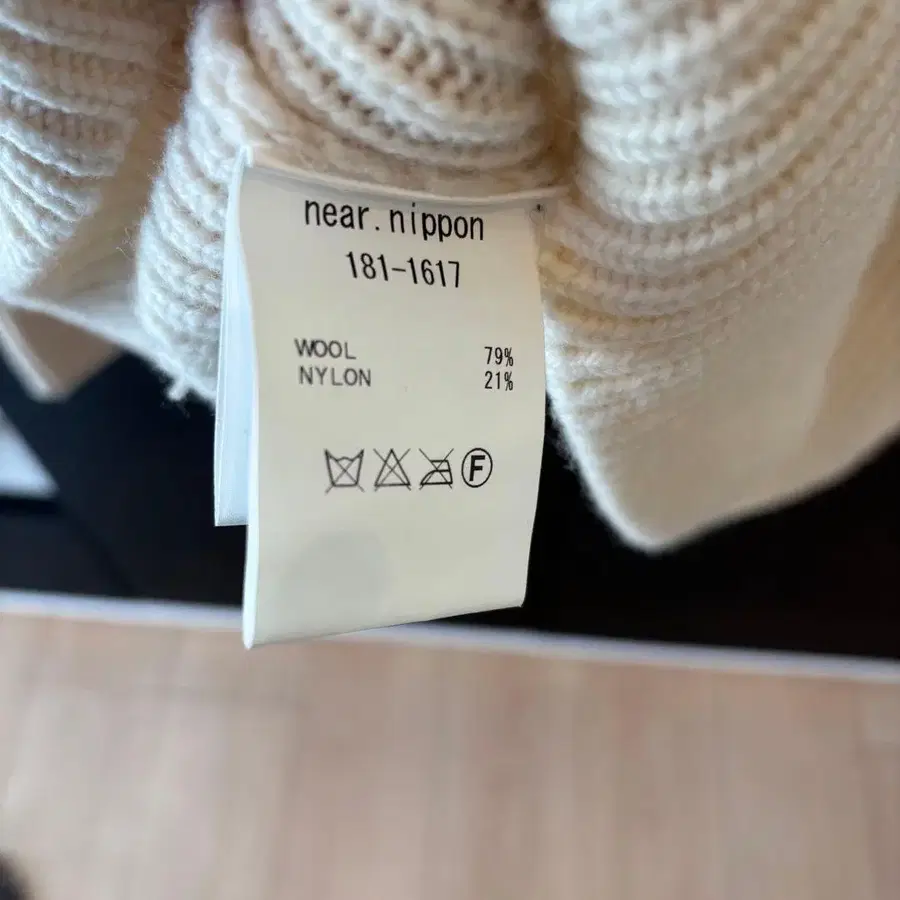 near.nippon
181-1617
WOOL 79%
NYLON 21%
F